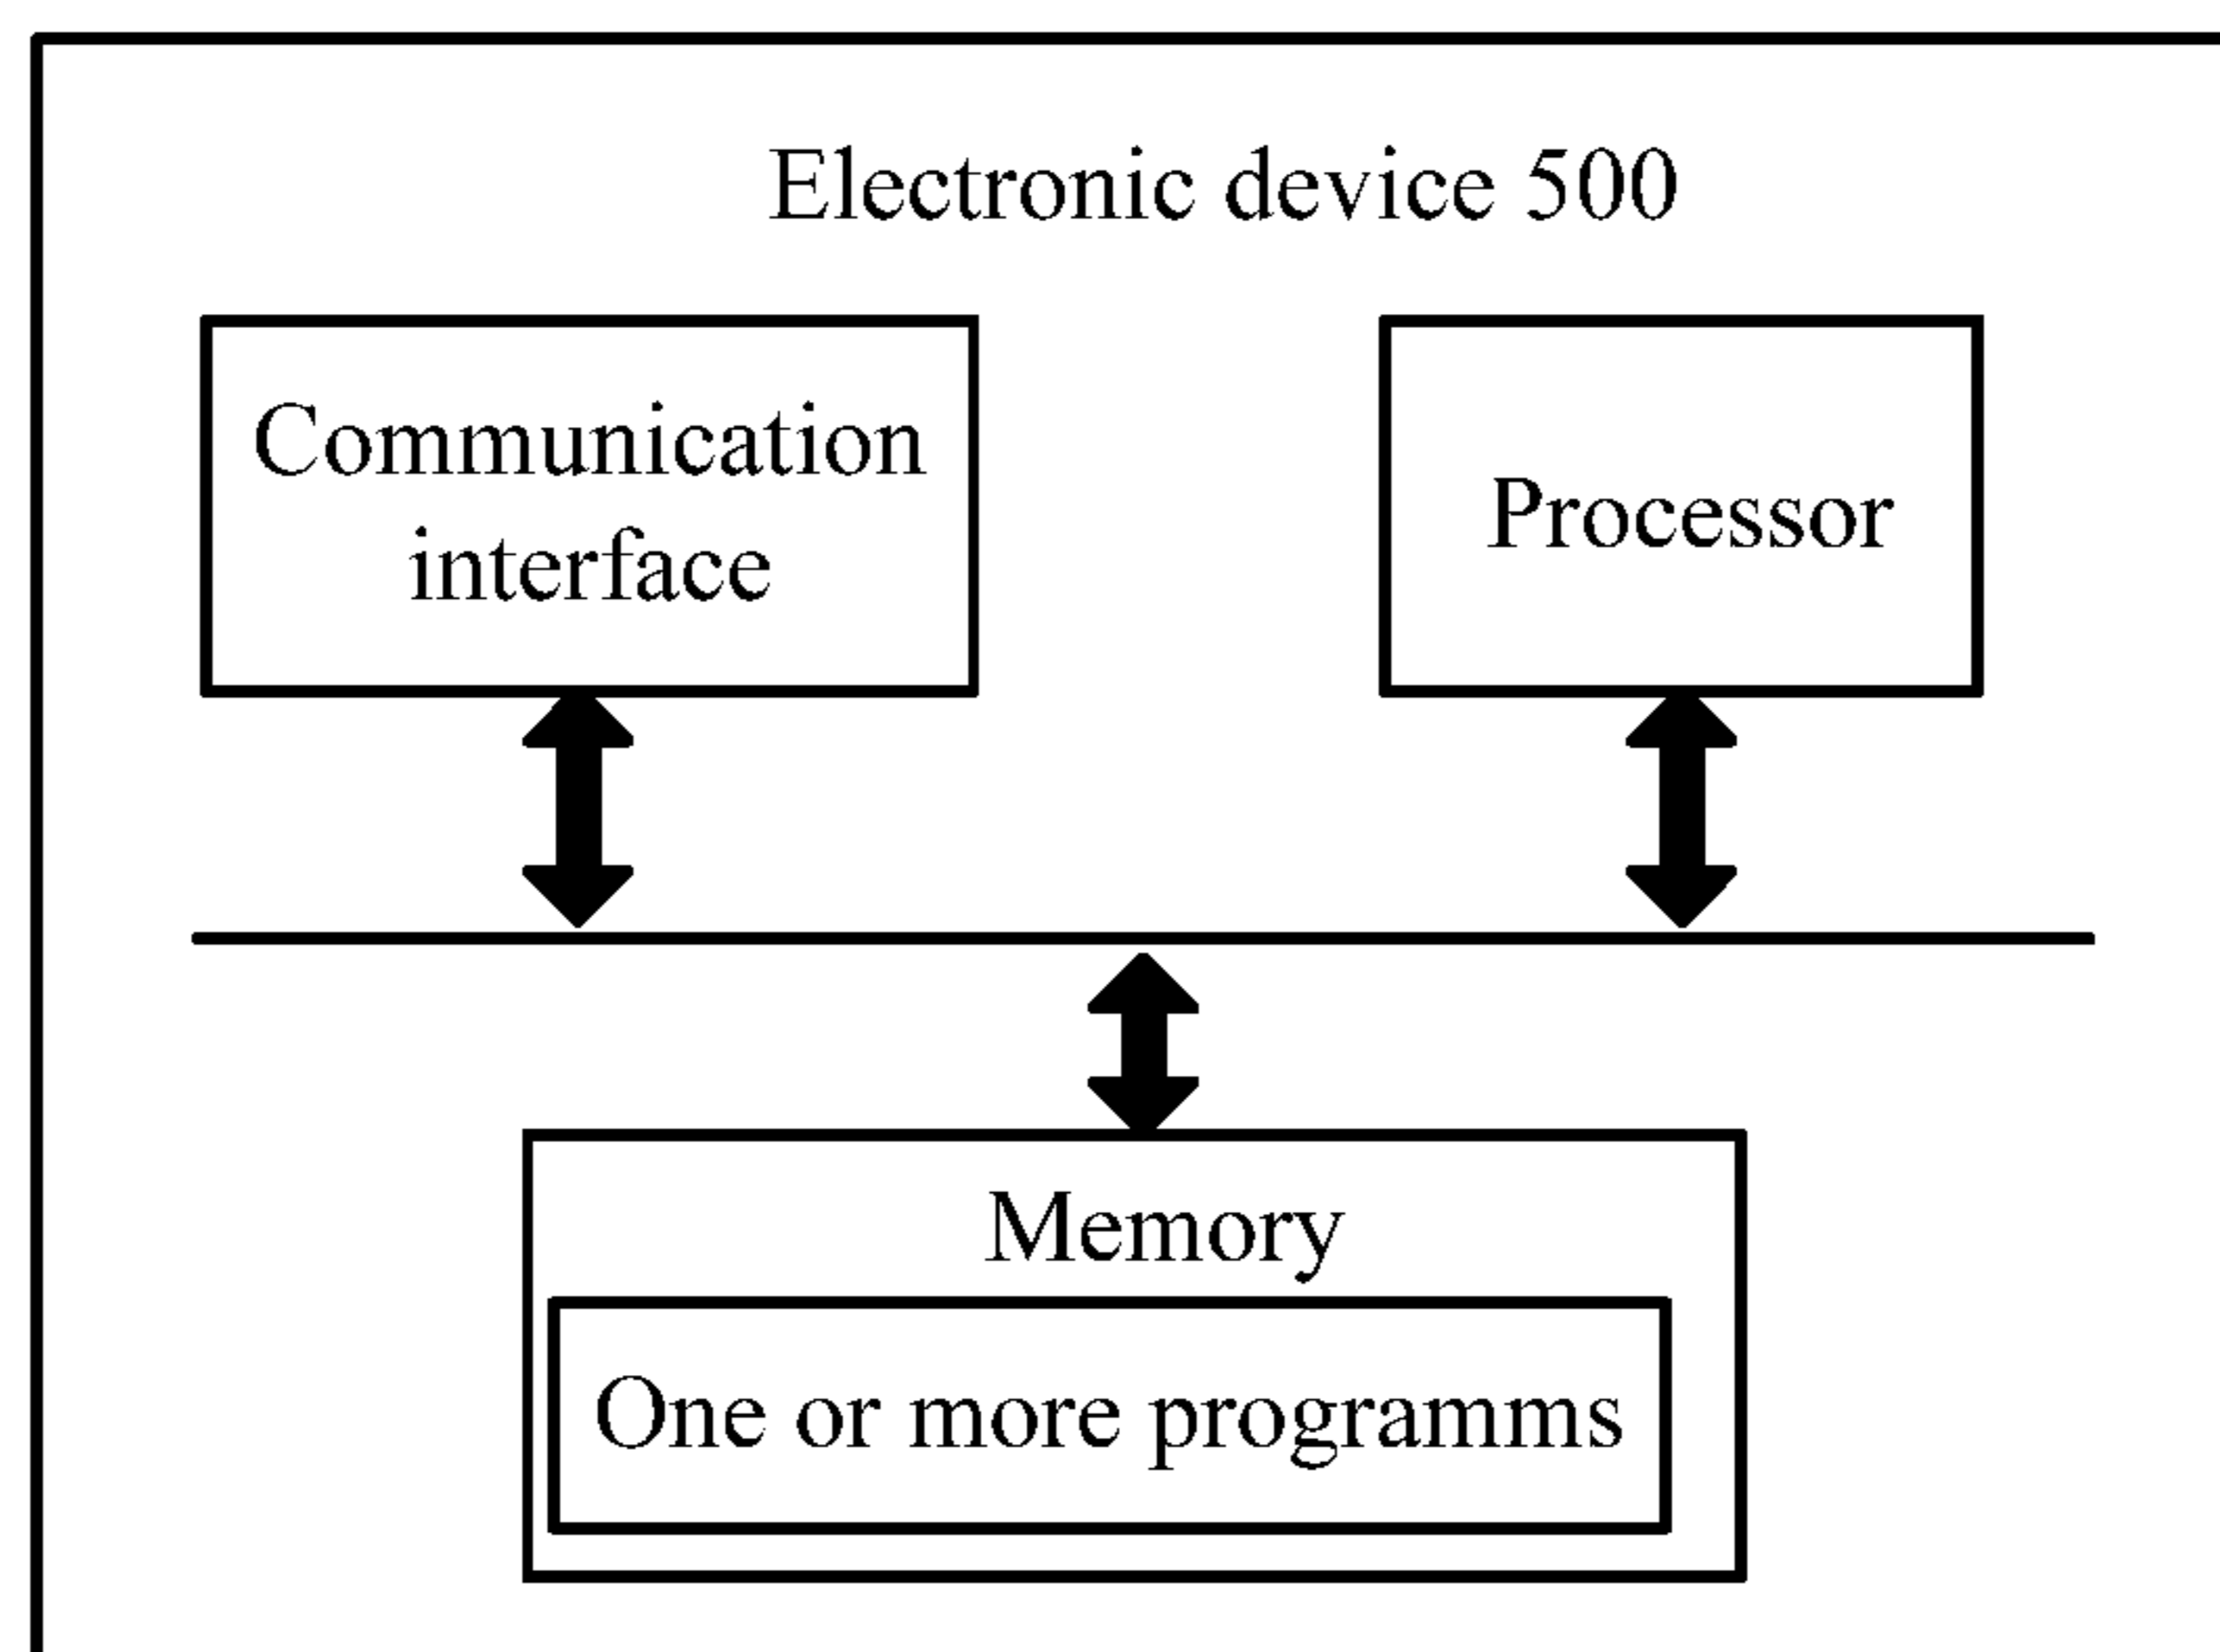 Electronic device 500
Communication
interface
Processor
Memory
One or more programms